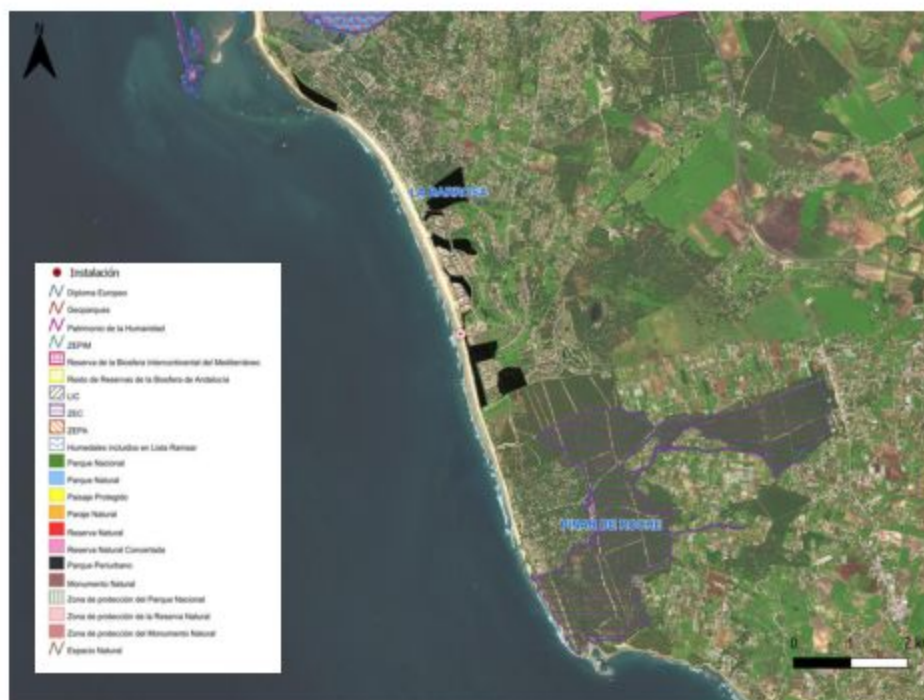 N
LA BARROSA
PINAR DE ROCHE
Instalación
Diploma Europeo
Geoparques
Patrimonio de la Humanidad
ZEPIM
Reserva de la Biosfera Intercontinental del Mediterráneo
Resto de Reservas de la Biosfera de Andalucía
LIC
ZEC
ZEPA
Humedales incluidos en Lista Ramsar
Parque Nacional
Parque Natural
Paisaje Protegido
Paraje Natural
Reserva Natural
Reserva Natural Concertada
Parque Periurbano
Monumento Natural
Zona de protección del Parque Nacional
Zona de protección de la Reserva Natural
Zona de protección del Monumento Natural
Espacio Natural
0 1 2 k